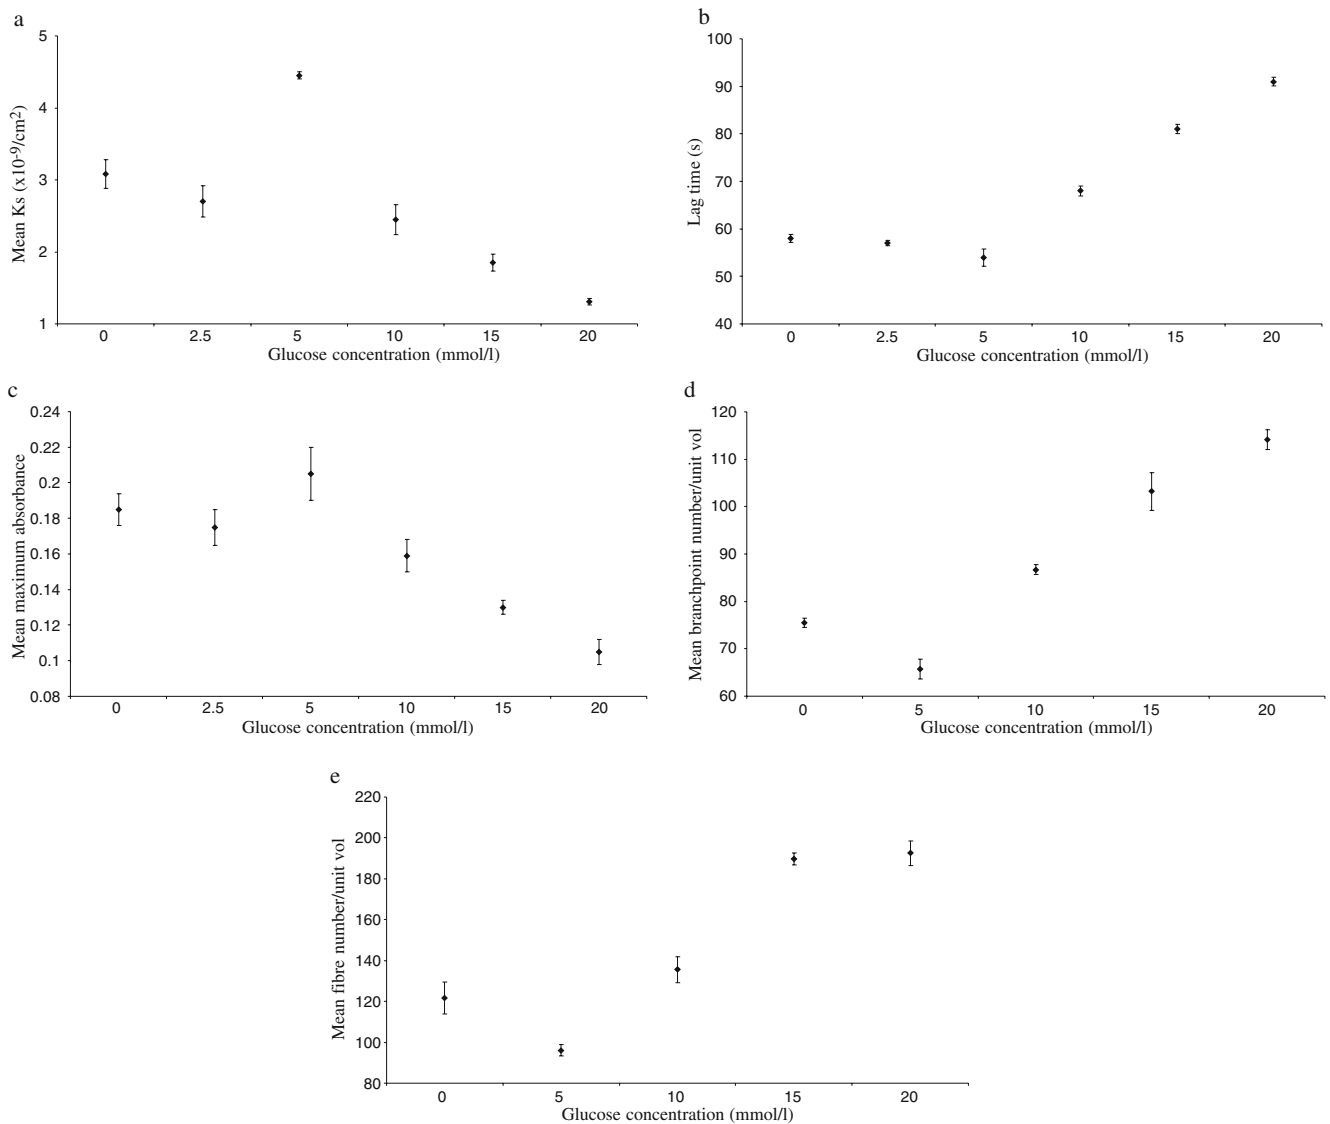 a
5
4
3
2
1
Mean Ks (x10-9/cm2)
0 2.5 5 10 15 20
Glucose concentration (mmol/l)
b
100
90
80
70
60
50
40
Lag time (s)
0 2.5 5 10 15 20
Glucose concentration (mmol/l)
c
0.24
0.22
0.2
0.18
0.16
0.14
0.12
0.1
0.08
Mean maximum absorbance
0 2.5 5 10 15 20
Glucose concentration (mmol/l)
d
120
110
100
90
80
70
60
Mean branchpoint number/unit vol
0 5 10 15 20
Glucose concentration (mmol/l)
e
220
200
180
160
140
120
100
80
Mean fibre number/unit vol
0 5 10 15 20
Glucose concentration (mmol/l)